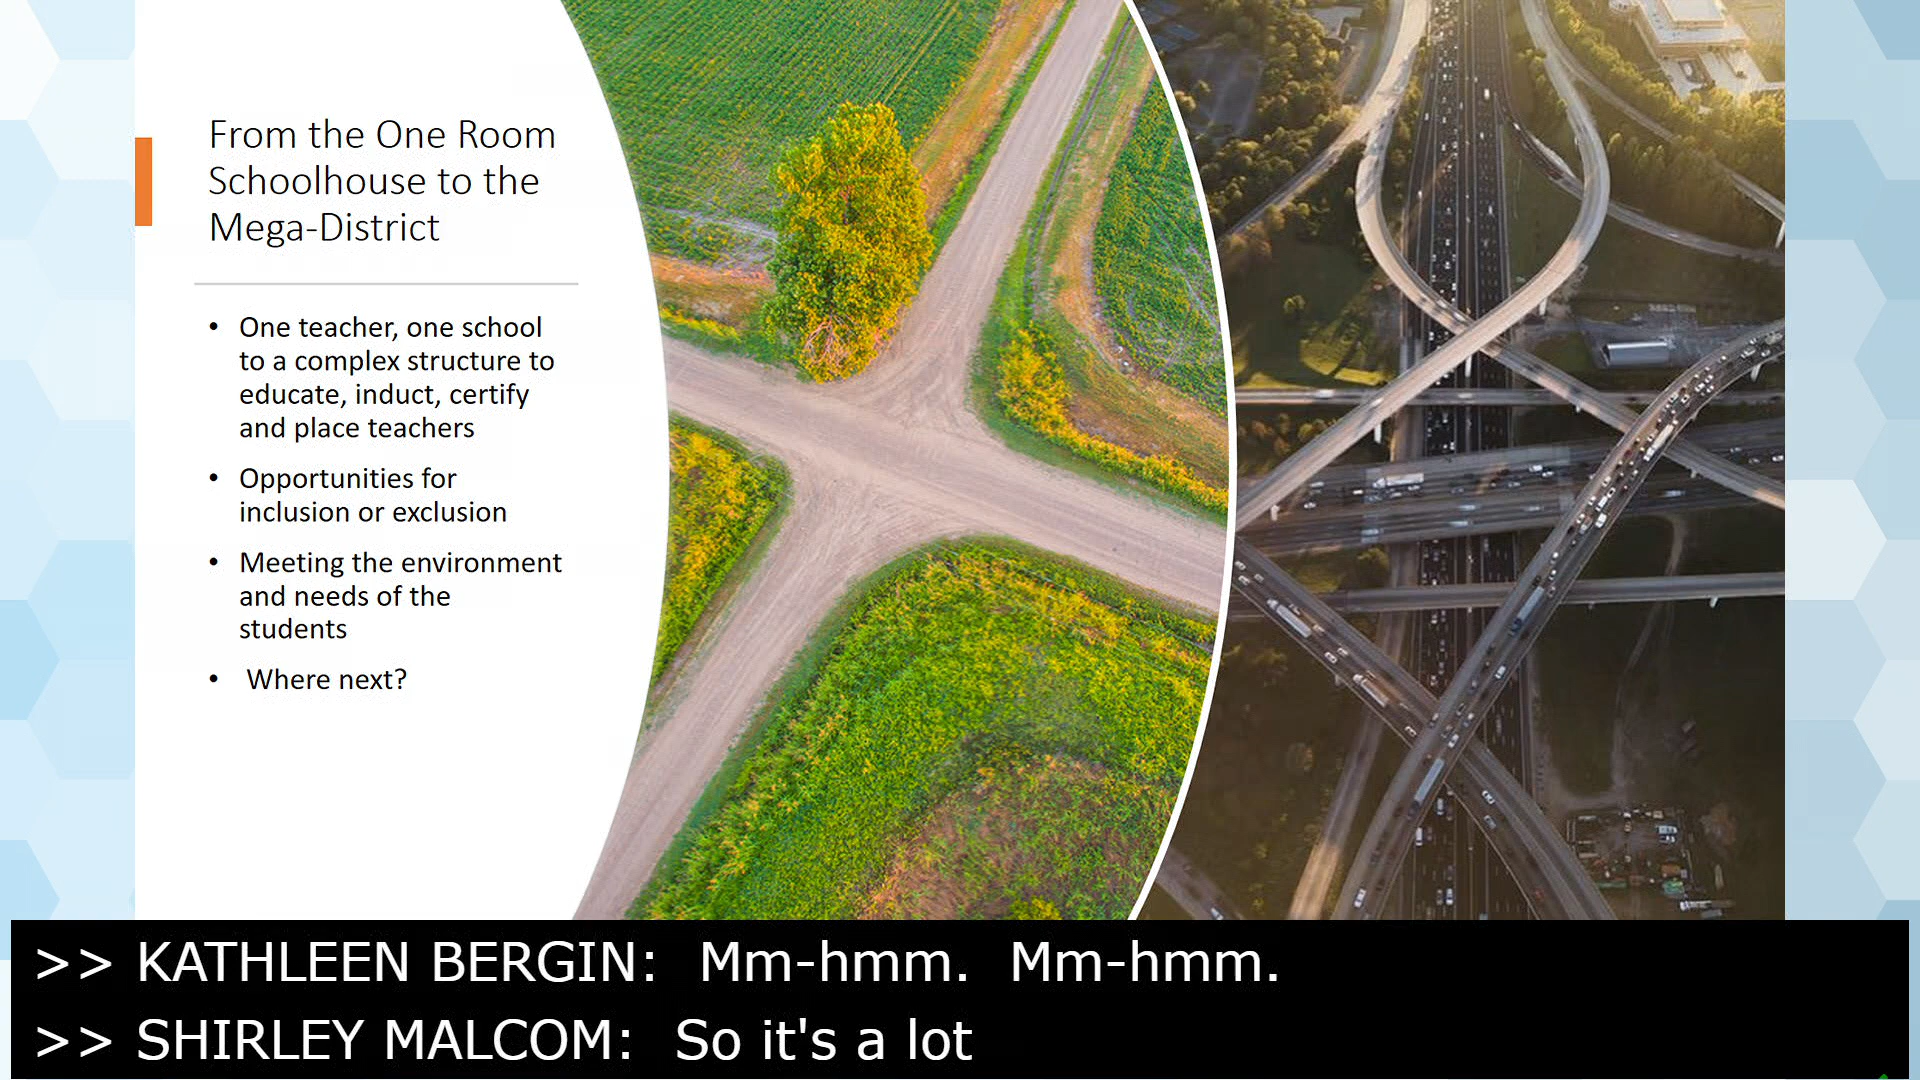 From the One Room
Schoolhouse to the
Mega-District
• One teacher, one school
to a complex structure to
educate, induct, certify
and place teachers
• Opportunities for
inclusion or exclusion
• Meeting the environment
and needs of the
students
• Where next?
>> KATHLEEN BERGIN: Mm-hmm. Mm-hmm.
>> SHIRLEY MALCOM: So it's a lot